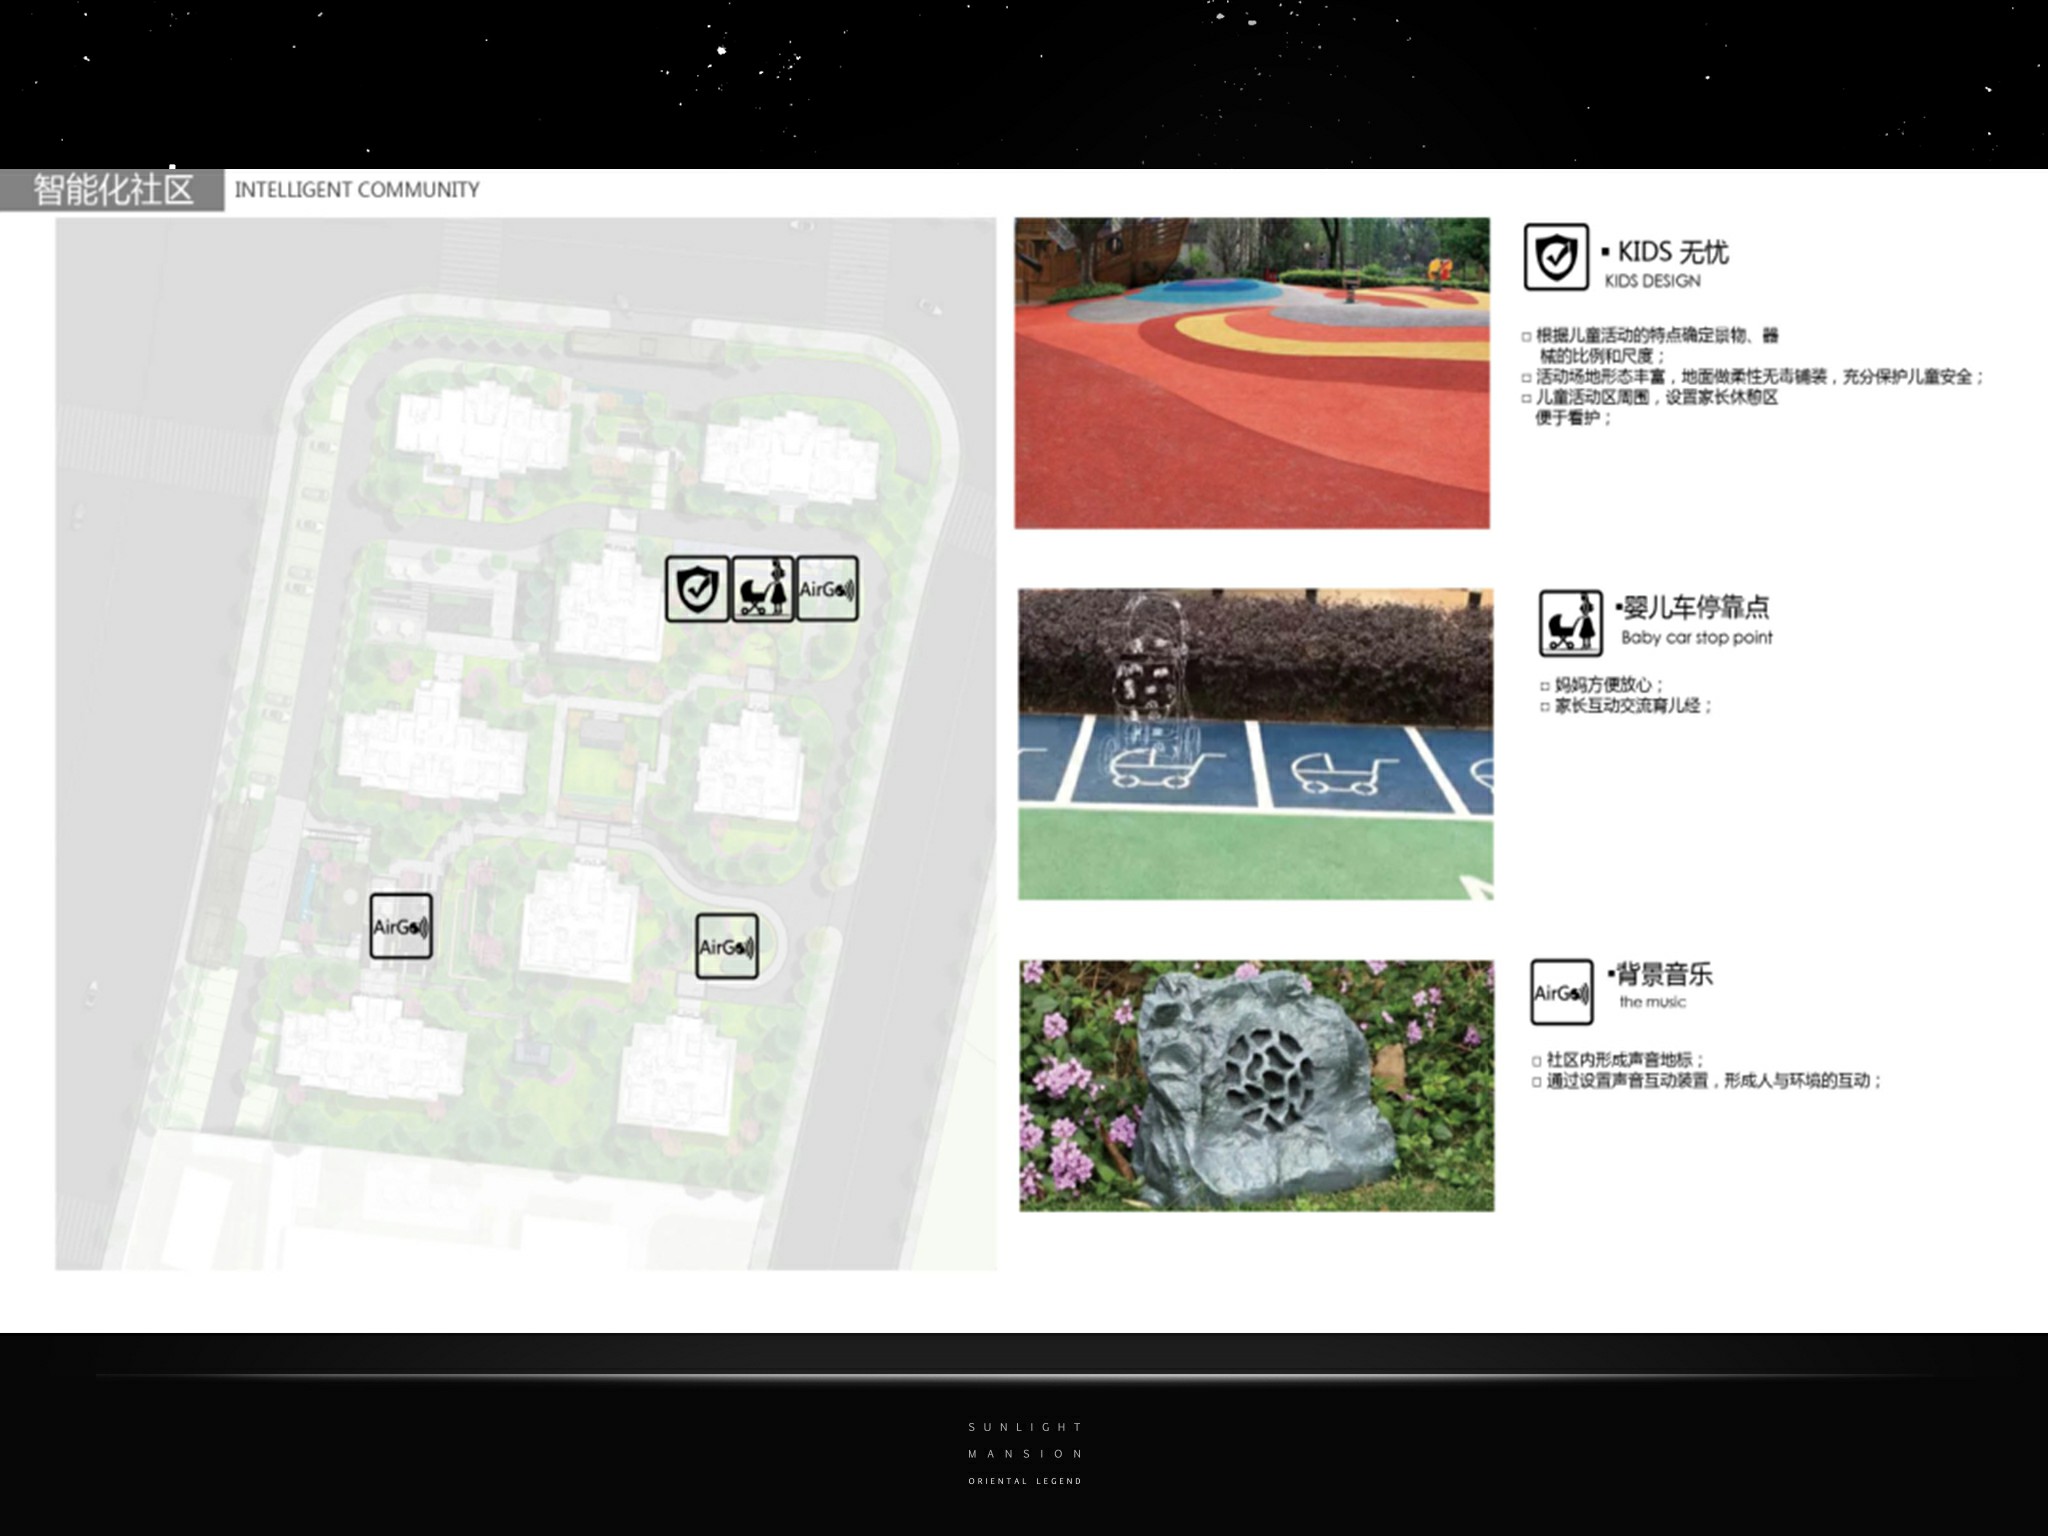 智能化社区 INTELLIGENT COMMUNITY
▪ KIDS 无忧
KIDS DESIGN
□ 根据儿童活动的特点确定景物、器
械的比例和尺度；
□ 活动场地形态丰富，地面做柔性无毒铺装，充分保护儿童安全；
□ 儿童活动区周围，设置家长休憩区
便于看护；
AirGo
▪婴儿车停靠点
Baby car stop point
□ 妈妈方便放心；
□ 家长互动交流育儿经；
AirGo
AirGo
AirGo
▪背景音乐
the music
□ 社区内形成声音地标；
□ 通过设置声音互动装置，形成人与环境的互动；
SUNLIGHT
MANSION
ORIENTAL LEGEND